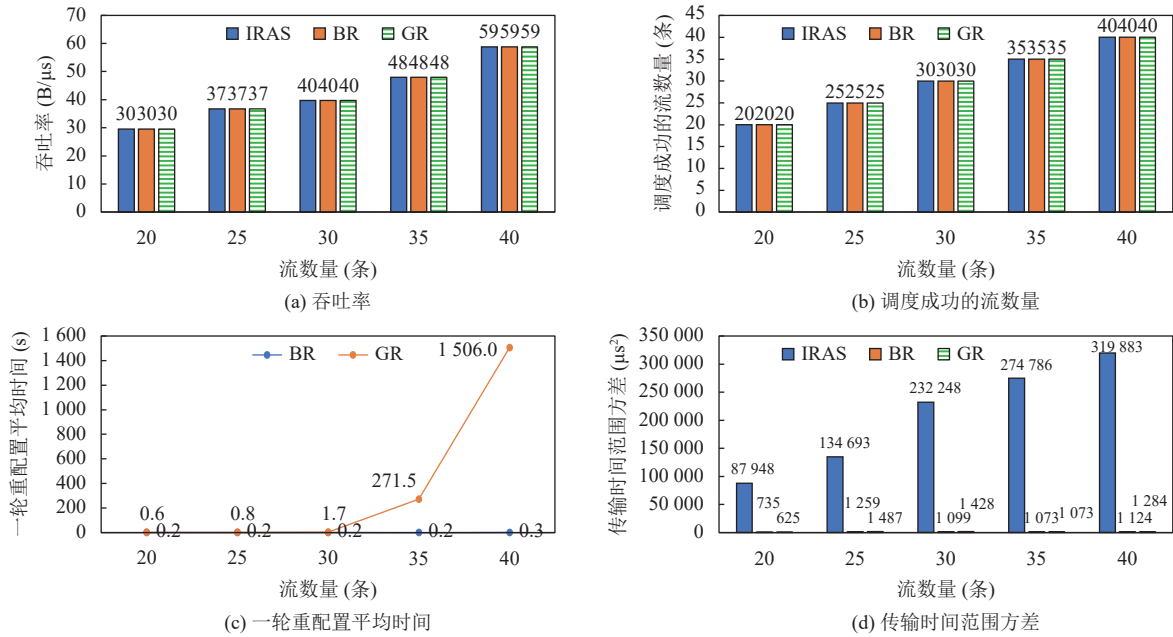 IRAS BR GR
吞吐率 (B/μs)
70
60
50
40
30
20
10
0
303030
373737
404040
484848
595959
20 25 30 35 40
流数量 (条)
(a) 吞吐率
IRAS BR GR
调度成功的流数量 (条)
45
40
35
30
25
20
15
10
5
0
202020
252525
303030
353535
404040
20 25 30 35 40
流数量 (条)
(b) 调度成功的流数量
BR GR
一轮重配置平均时间 (s)
1 600
1 400
1 200
1 000
800
600
400
200
0
0.6 0.8 1.7 271.5 1 506.0
0.2 0.2 0.2 0.2 0.3
20 25 30 35 40
流数量 (条)
(c) 一轮重配置平均时间
IRAS BR GR
传输时间范围方差 (μs²)
350 000
300 000
250 000
200 000
150 000
100 000
50 000
0
87 948 735 625
134 693 1 259 1 487
232 248 1 099 1 428
274 786 1 073 1 073
319 883 1 124 1 284
20 25 30 35 40
流数量 (条)
(d) 传输时间范围方差